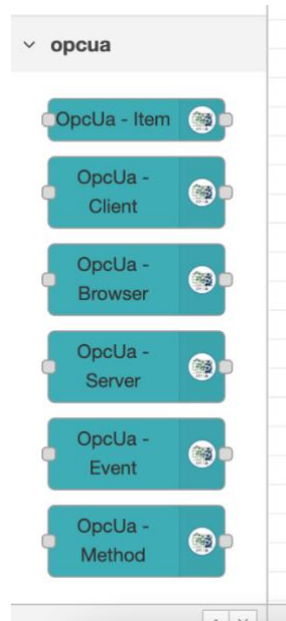 opcua
OpcUa - Item
OpcUa -
Client
OpcUa -
Browser
OpcUa -
Server
OpcUa -
Event
OpcUa -
Method